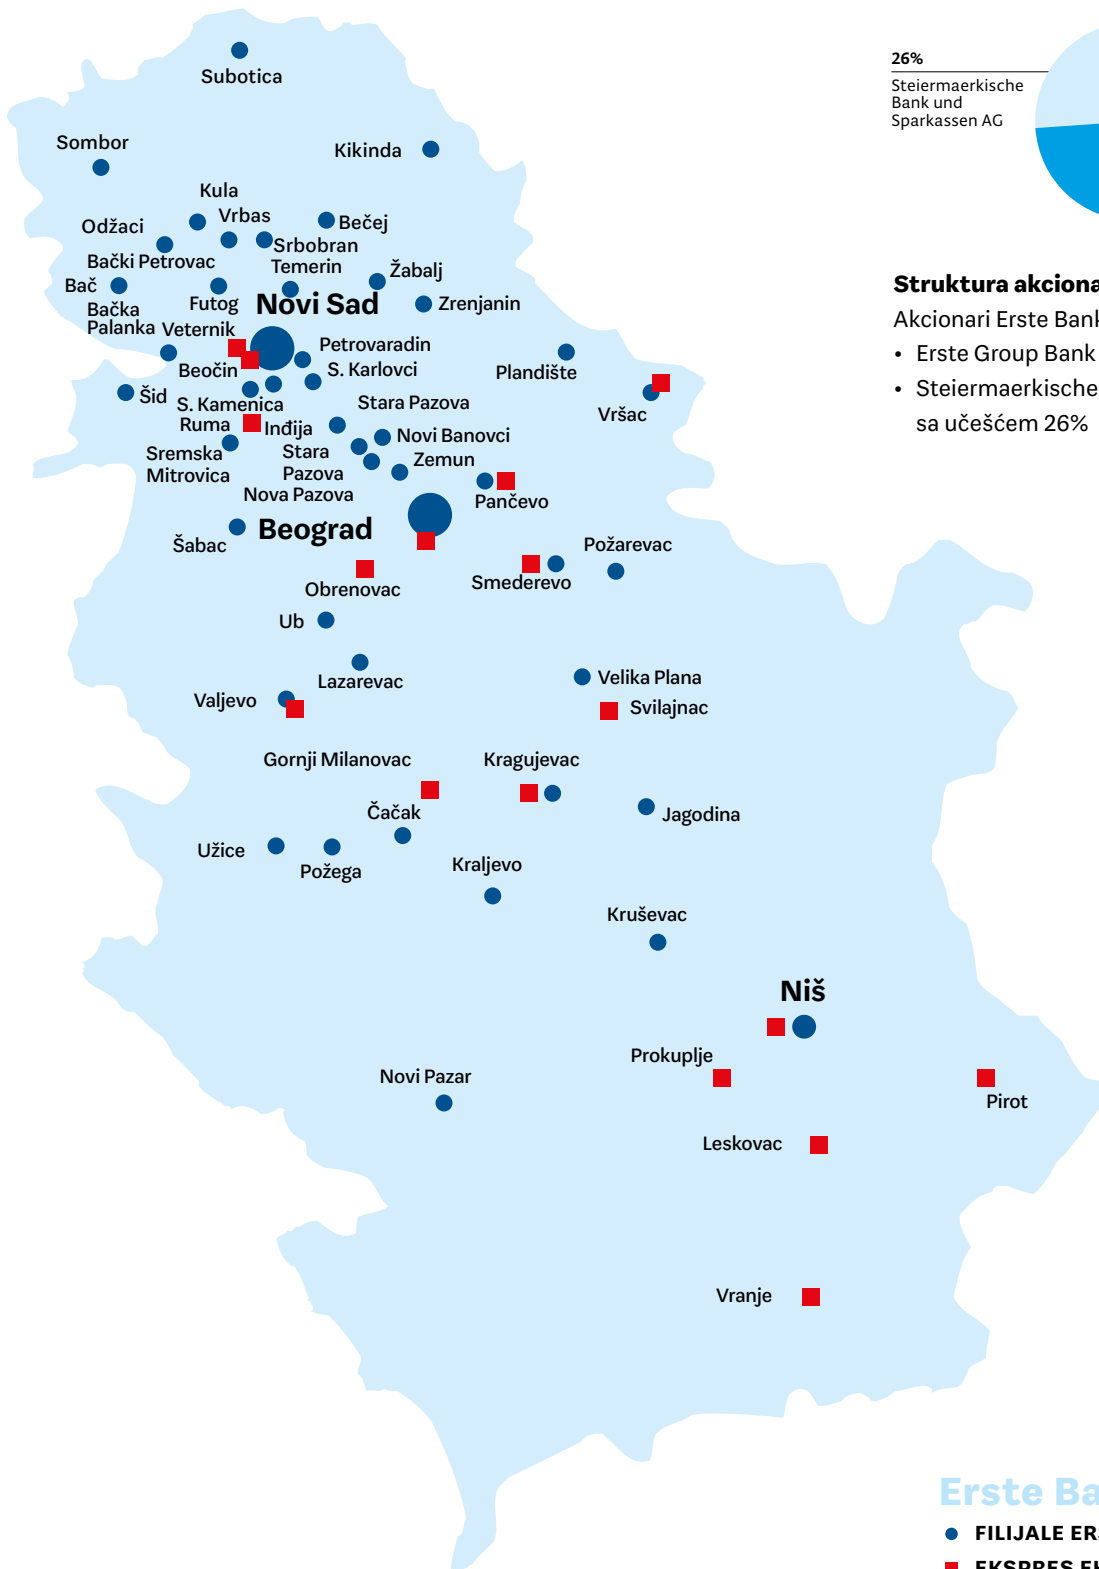 Subotica
Sombor
Kikinda
Kula
Vrbas
Bečej
Odžaci
Srbobran
Bački Petrovac
Temerin
Žabalj
Bač
Futog
Novi Sad
Zrenjanin
Bačka
Palanka
Veternik
Petrovaradin
Beočin
S. Karlovci
Plandište
Šid
S. Kamenica
Stara Pazova
Vršac
Ruma
Inđija
Novi Banovci
Sremska
Mitrovica
Stara
Pazova
Zemun
Nova Pazova
Pančevo
Beograd
Šabac
Požarevac
Obrenovac
Smederevo
Ub
Lazarevac
Velika Plana
Valjevo
Svilajnac
Gornji Milanovac
Kragujevac
Čačak
Jagodina
Užice
Požega
Kraljevo
Kruševac
Niš
Prokuplje
Novi Pazar
Pirot
Leskovac
Vranje
26%
Steiermaerkische
Bank und
Sparkassen AG
Struktura akciona
Akcionari Erste Bank
• Erste Group Bank
• Steiermaerkische
sa učešćem 26%
Erste Ba
FILIJALE ER